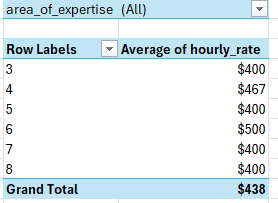 area_of_expertise (All)
Row Labels Average of hourly_rate
3 $400
4 $467
5 $400
6 $500
7 $400
8 $400
Grand Total $438